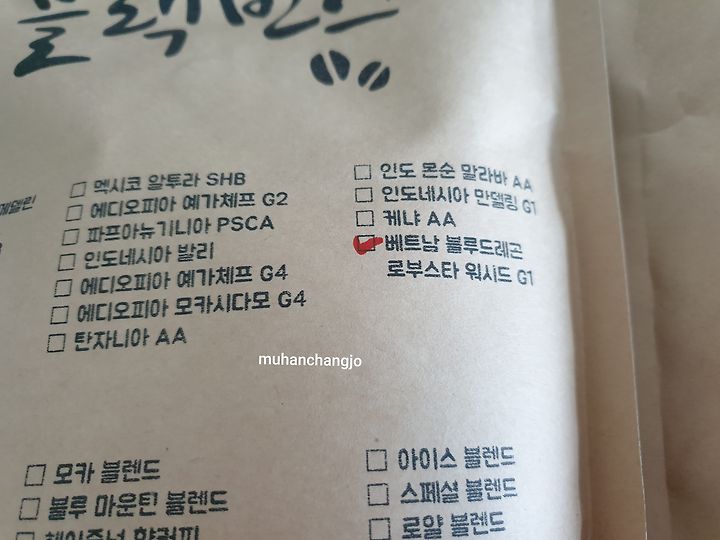 멕시코 알투라 SHB
에디오피아 예가체프 G2
파프아뉴기니아 PSCA
인도네시아 발리
에디오피아 예가체프 G4
에디오피아 모카시다모 G4
탄자니아 AA
인도 몬순 말라바 AA
인도네시아 만델링 G1
케냐 AA
베트남 블루드레곤
로부스타 워시드 G1
muhanchangjo
모카 블렌드
블루 마운틴 블렌드
아이스 블렌드
스페셜 블렌드
로얄 블렌드